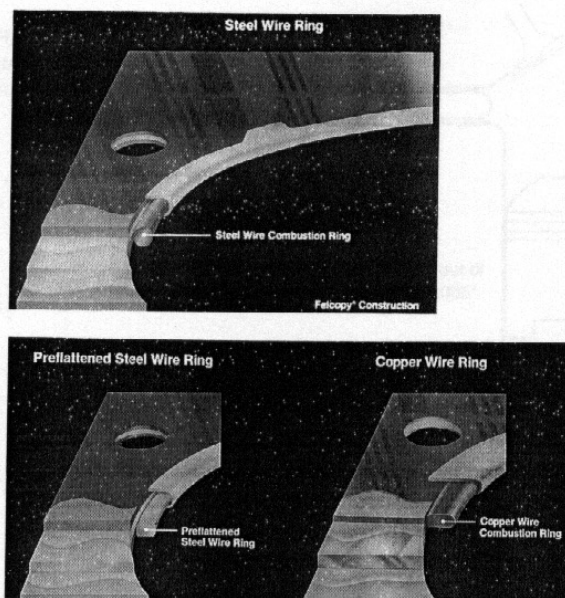 Steel Wire Ring
Steel Wire Combustion Ring
Felcopy* Construction
Preflattened Steel Wire Ring
Preflattened
Steel Wire Ring
Copper Wire Ring
Copper Wire
Combustion Ring